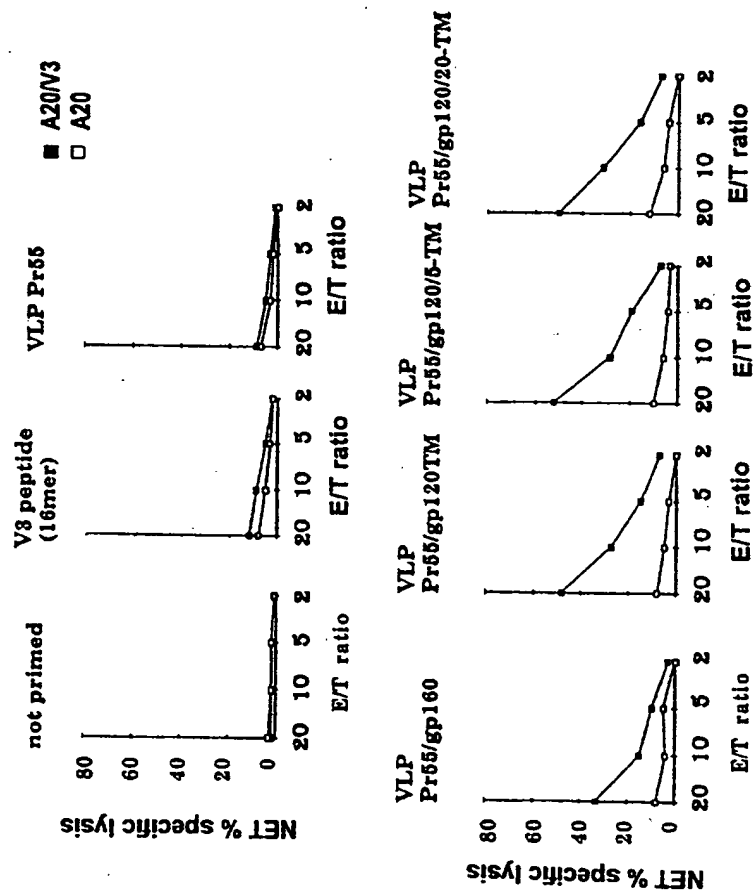 not primed
V3 peptide
(16mer)
VLP Pr55
■ A20/V3
□ A20
NET % specific lysis
80
60
40
20
0
20 10 5 2
E/T ratio
20 10 5 2
E/T ratio
20 10 5 2
E/T ratio
VLP
Pr55/gp160
VLP
Pr55/gp120TM
VLP
Pr55/gp120/5-TM
VLP
Pr55/gp120/20-TM
NET % specific lysis
80
60
40
20
0
20 10 5 2
E/T ratio
20 10 5 2
E/T ratio
20 10 5 2
E/T ratio
20 10 5 2
E/T ratio